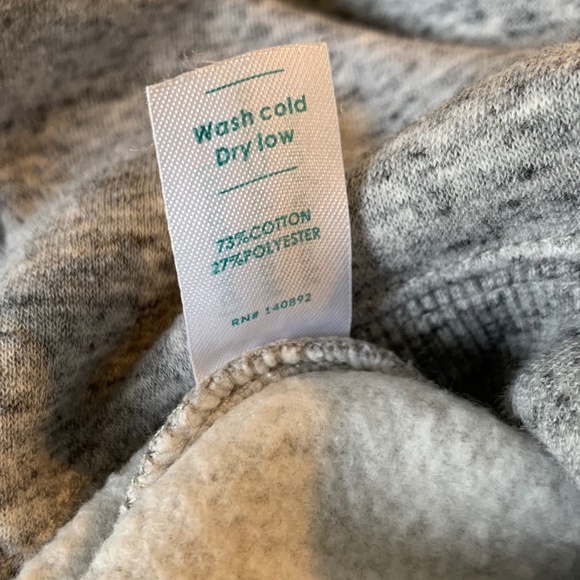 Wash cold
Dry low
73%COTTON
27%POLYESTER
RN# 140892